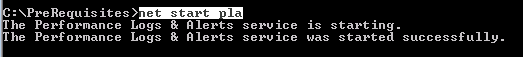 C:\PreRequisites>net start pla
The Performance Logs & Alerts service is starting.
The Performance Logs & Alerts service was started successfully.